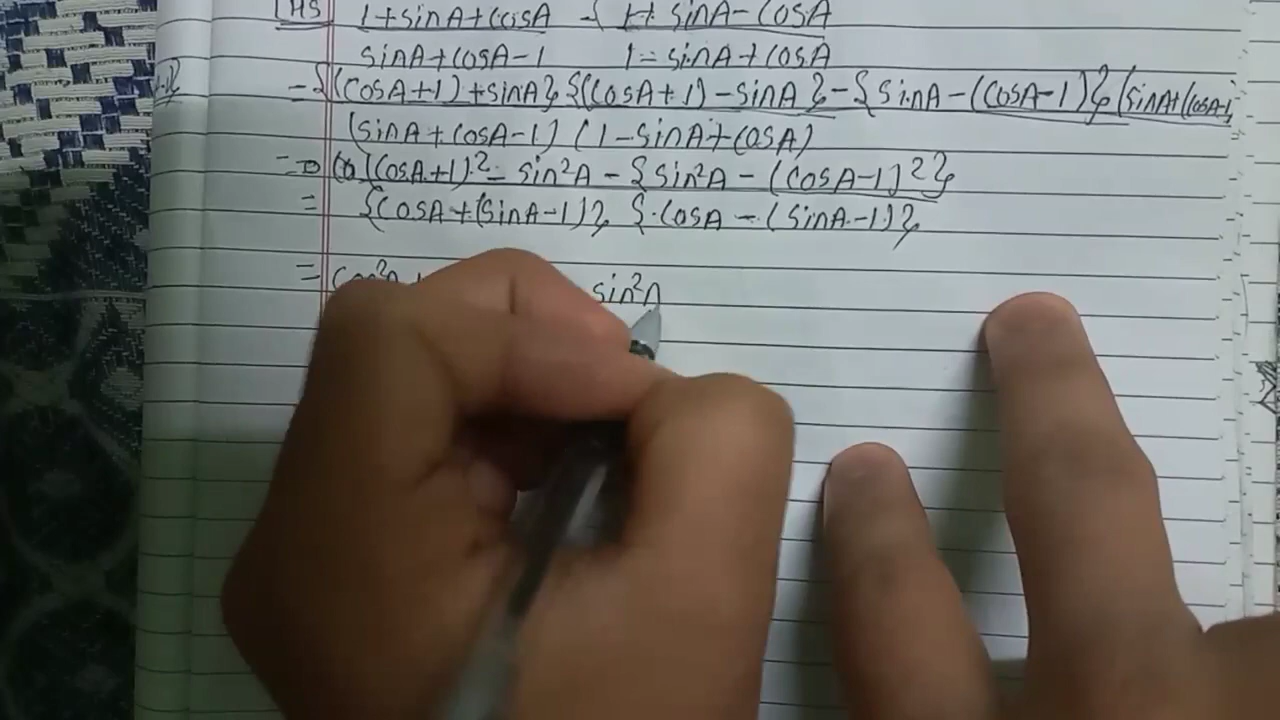 LHS 1+sinA+cosA - 1+ sinA-CosA
sinA+cosA-1 1-sinA+cosA
={(cosA+1)+sinA}{(cosA+1)-sinA}-{sinA-(cosA-1)}(sinA+(cosA-1)
(sinA+cosA-1) (1-sinA+cosA)
(cosA+1)² - sin²A - {sin²A - (cosA-1)²}
= {cosA+(sinA-1)} {cosA-(sinA-1)}
= cos²A sin²A